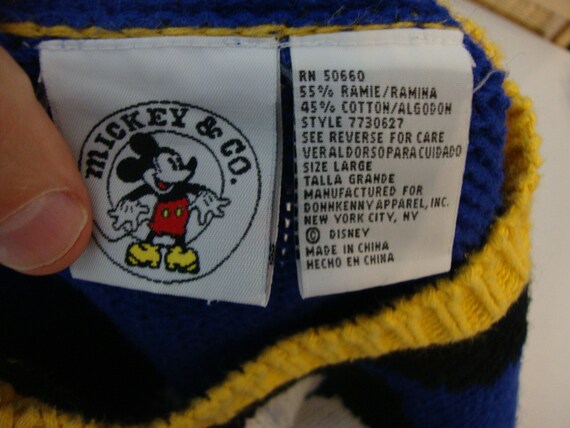 MICKEY & CO.
RN 50660
55% RAMIE/RAMINA
45% COTTON/ALGODON
STYLE 7730627
SEE REVERSE FOR CARE
VERALDORSOPARACUIDADO
SIZE LARGE
TALLA GRANDE
MANUFACTURED FOR
DONNKENNY APPAREL, INC.
NEW YORK CITY, NY
© DISNEY
MADE IN CHINA
HECHO EN CHINA